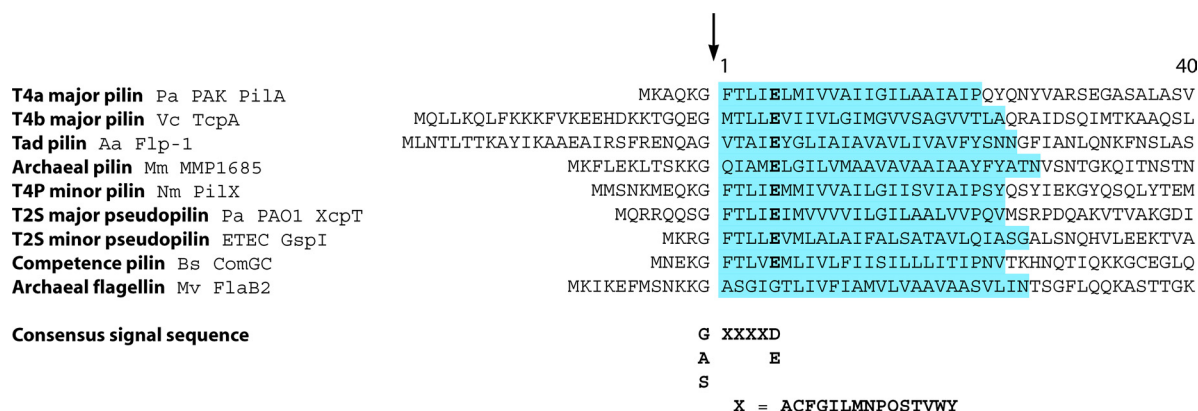 1 40
T4a major pilin Pa PAK PilA MKAQKG FTLIELMIVVAIIGILAAIAIPQYQNYVARSEGASALASV
T4b major pilin Vc TcpA MQLLKQLFKKKFVKEEHDKKTGQEG MTLLEVIIVLGIMGVVSAGVVTLAQRAIDSQIMTKAAQSL
Tad pilin Aa Flp-1 MLNTLTTKAYIKAAEAIRSFRENQAG VTAIEYGLIAIAVAVLIVAVFYSNNGFIANLQNKFNSLAS
Archaeal pilin Mm MMP1685 MKFLEKLTSKKG QIAMELGILVMAAVAVAAIAAYFYATNVSNTGKQITNSTN
T4P minor pilin Nm PilX MMSNKMEQKG FTLIEMMIVVAILGIISVIAIPSYQSYIEKGYQSQLYTEM
T2S major pseudopilin Pa PAO1 XcpT MQRRQQSG FTLIEIMVVVVILGILAALVVPQVMSRPDQAKVTVAKGDI
T2S minor pseudopilin ETEC GspI MKRG FTLLEVMLALAIFALSATAVLQIASGALSNQHVLEEKTVA
Competence pilin Bs ComGC MNEKG FTLVEMLIVLFIISILLLITIPNVTKHNQTIQKKGCEGLQ
Archaeal flagellin Mv FlaB2 MKIKEFMSNKKG ASGIGTLIVFIAMVLVAAVAASVLINTSGFLQQKASTTGK
Consensus signal sequence G XXXXD
A E
S
X = ACFGILMNPQSTVWY